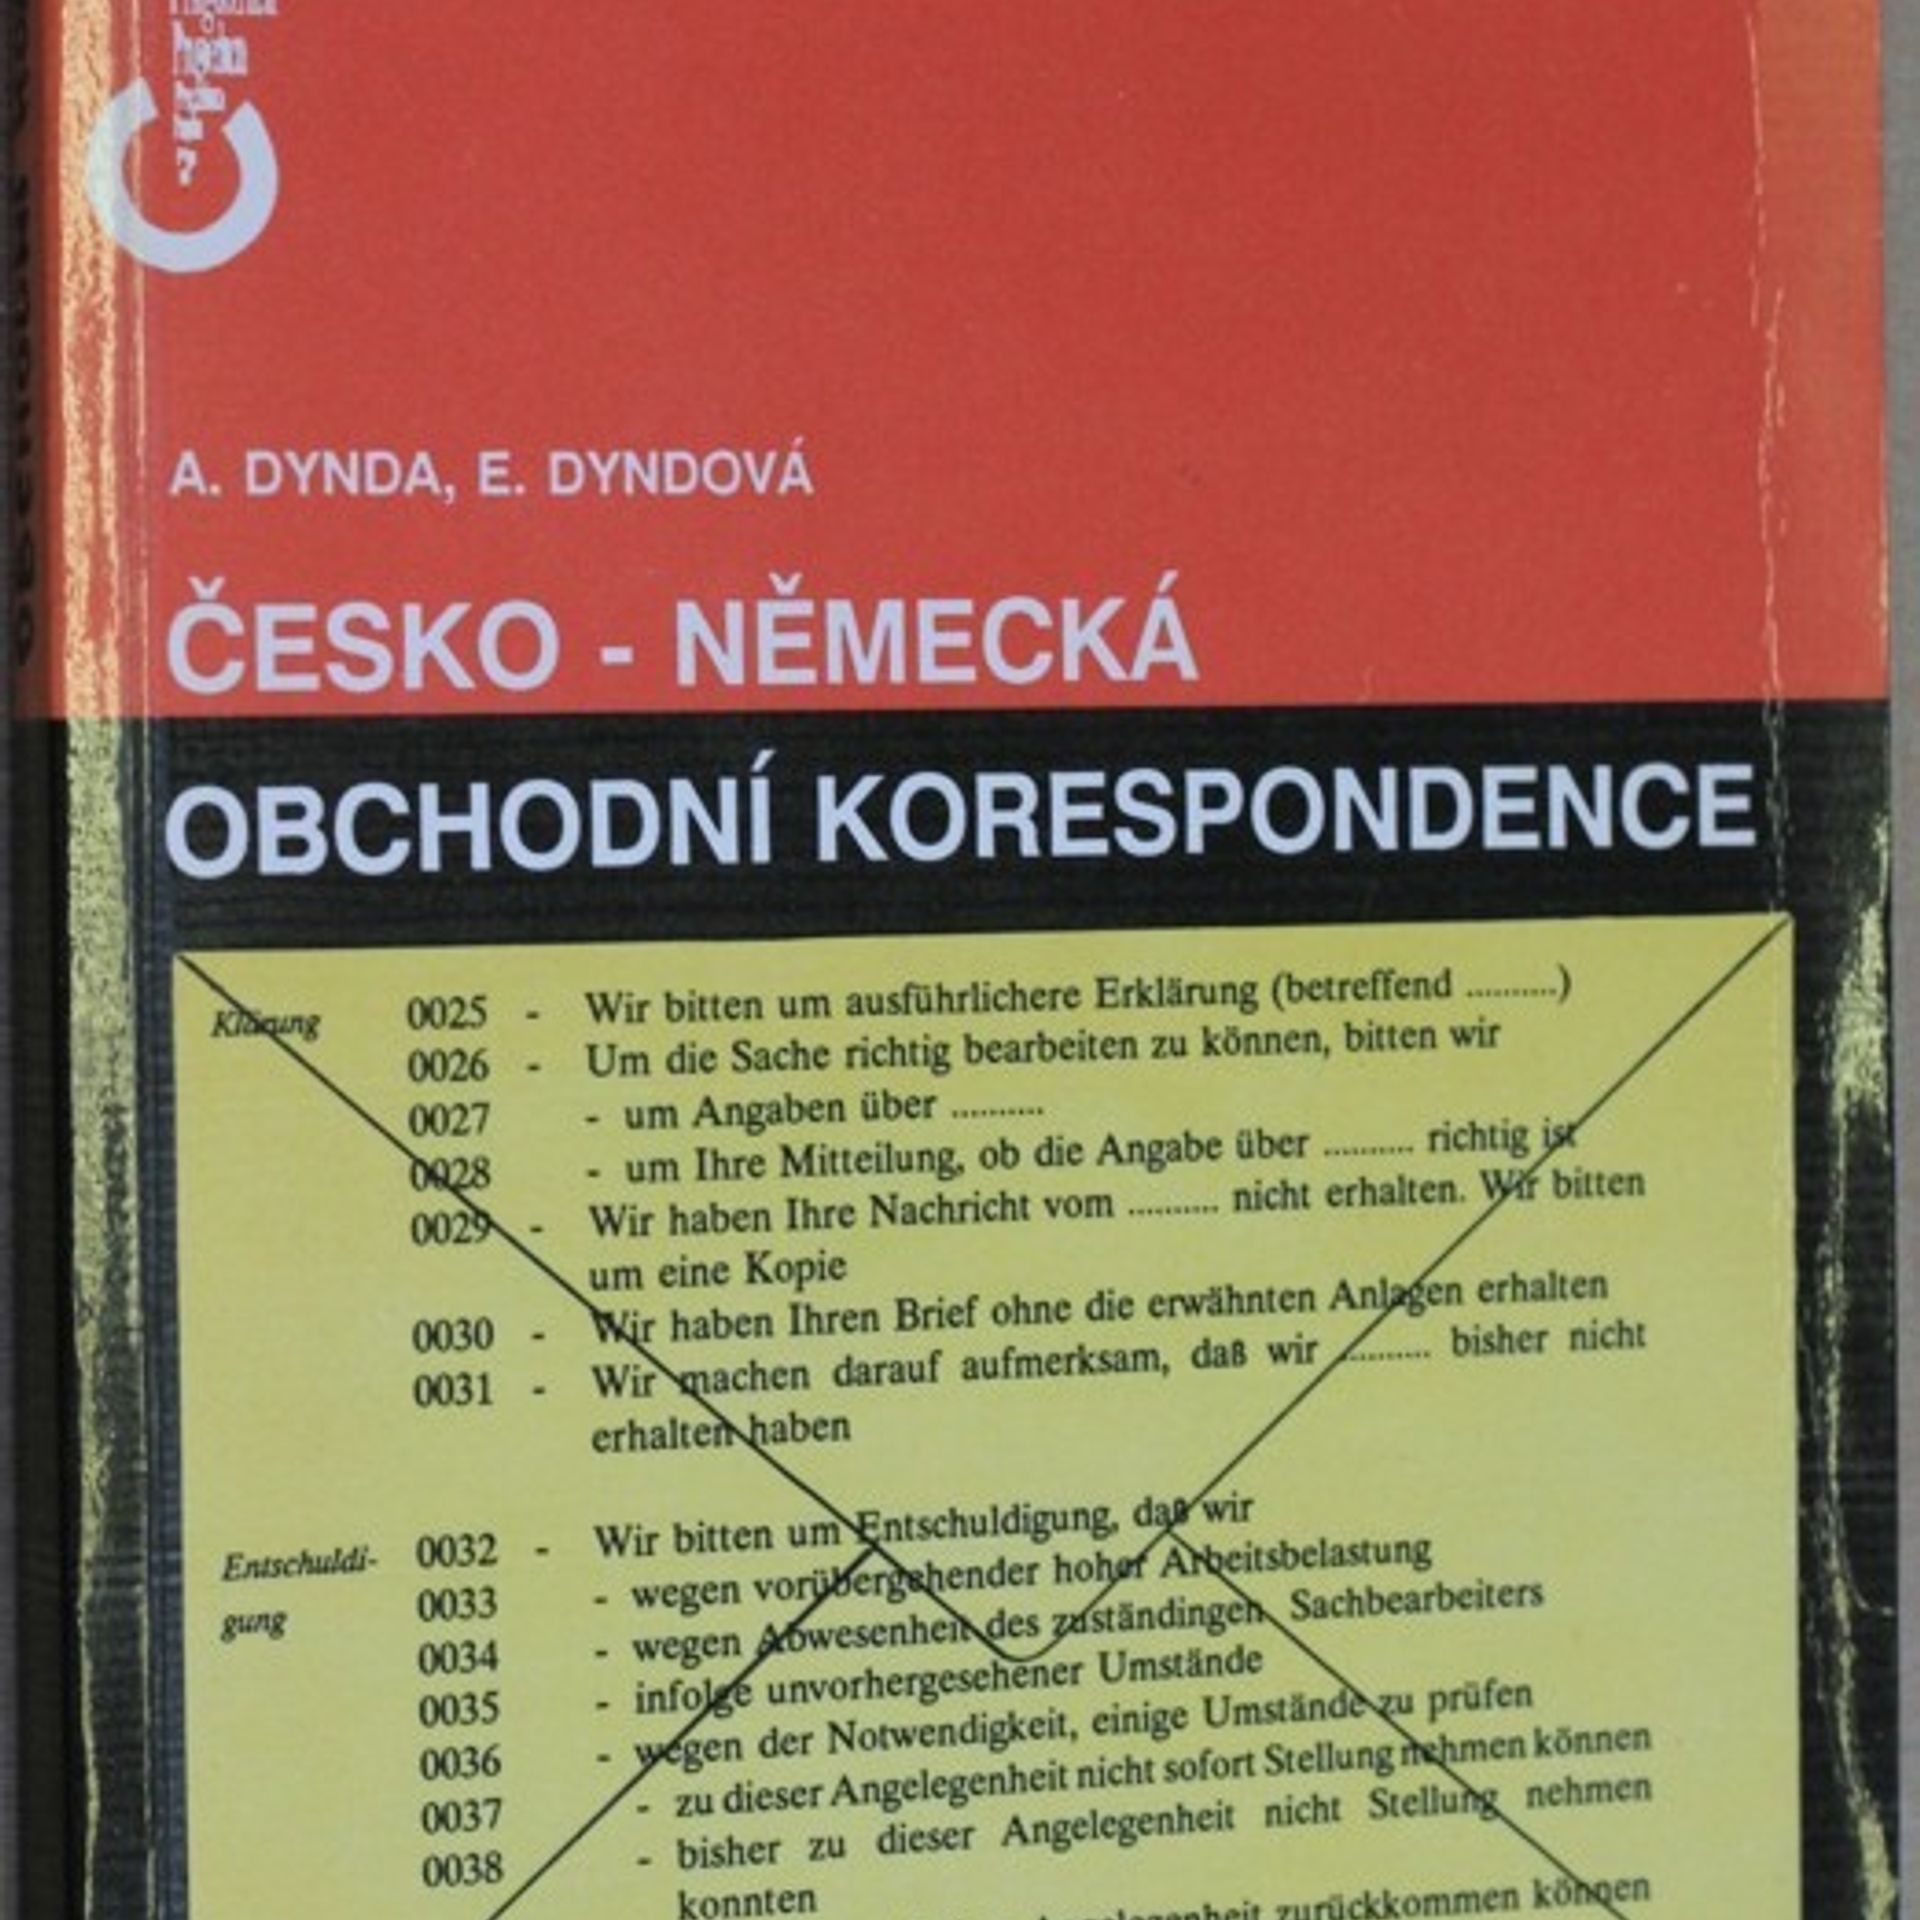 A. DYNDA, E. DYNDOVÁ
ČESKO - NĚMECKÁ
OBCHODNÍ KORESPONDENCE
Klärung 0025 - Wir bitten um ausführlichere Erklärung (betreffend ..........)
0026 - Um die Sache richtig bearbeiten zu können, bitten wir
0027 - um Angaben über ..........
0028 - um Ihre Mitteilung, ob die Angabe über .......... richtig ist
0029 - Wir haben Ihre Nachricht vom .......... nicht erhalten. Wir bitten
um eine Kopie
0030 - Wir haben Ihren Brief ohne die erwähnten Anlagen erhalten
0031 - Wir machen darauf aufmerksam, daß wir .......... bisher nicht
erhalten haben
Entschuldi- 0032 - Wir bitten um Entschuldigung, daß wir
gung 0033 - wegen vorübergehender hoher Arbeitsbelastung
0034 - wegen Abwesenheit des zuständingen Sachbearbeiters
0035 - infolge unvorhergesehener Umstände
0036 - wegen der Notwendigkeit, einige Umstände zu prüfen
0037 - zu dieser Angelegenheit nicht sofort Stellung nehmen können
0038 - bisher zu dieser Angelegenheit nicht Stellung nehmen
konnten
zurückkommen können